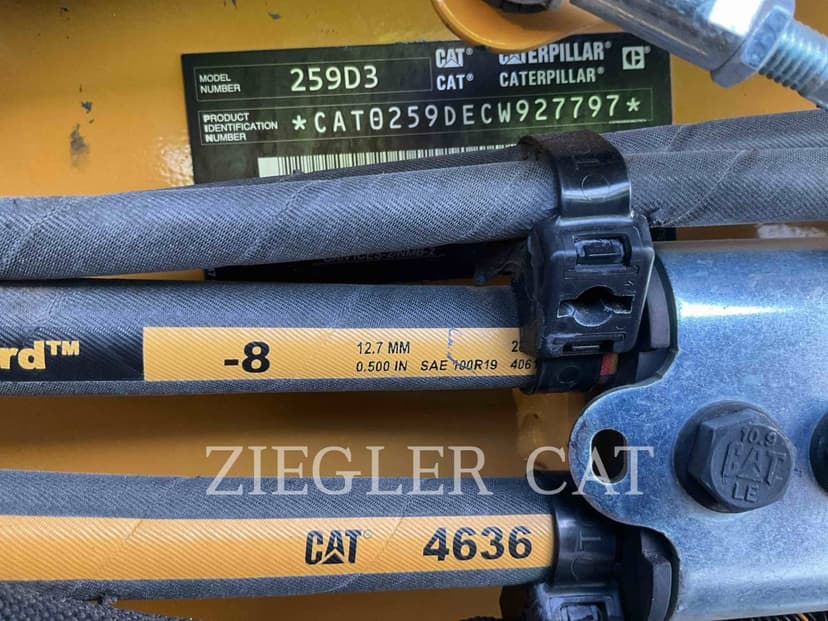 MODEL NUMBER 259D3 CAT® CATERPILLAR®
CAT® CATERPILLAR®
PRODUCT IDENTIFICATION NUMBER *CAT0259DECW927797*
rd™ -8 12.7 MM
0.500 IN SAE 100R19
10.9
CAT
LE
ZIEGLER CAT
CAT® 4636